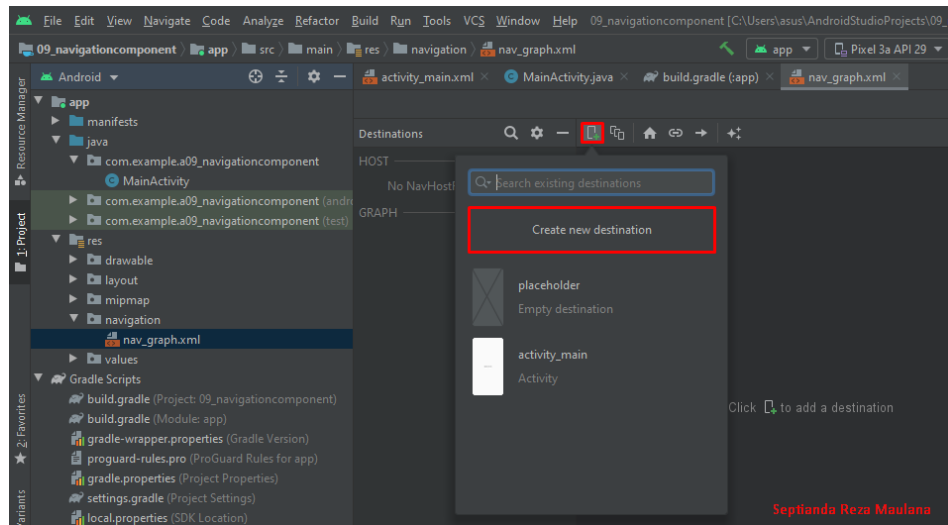 File Edit View Navigate Code Analyze Refactor Build Run Tools VCS Window Help 09_navigationcomponent [C:\Users\asus\AndroidStudioProjects\09_
09_navigationcomponent app src main res navigation nav_graph.xml app Pixel 3a API 29
Android activity_main.xml MainActivity.java build.gradle (:app) nav_graph.xml
Resource Manager
1: Project
2: Favorites
Variants
app
manifests
java
com.example.a09_navigationcomponent
MainActivity
com.example.a09_navigationcomponent (andro
com.example.a09_navigationcomponent (test)
res
drawable
layout
mipmap
navigation
nav_graph.xml
values
Gradle Scripts
build.gradle (Project: 09_navigationcomponent)
build.gradle (Module: app)
gradle-wrapper.properties (Gradle Version)
proguard-rules.pro (ProGuard Rules for app)
gradle.properties (Project Properties)
settings.gradle (Project Settings)
local.properties (SDK Location)
Destinations
HOST
No NavHostF
GRAPH
Search existing destinations
Create new destination
placeholder
Empty destination
activity_main
Activity
Click to add a destination
Septianda Reza Maulana